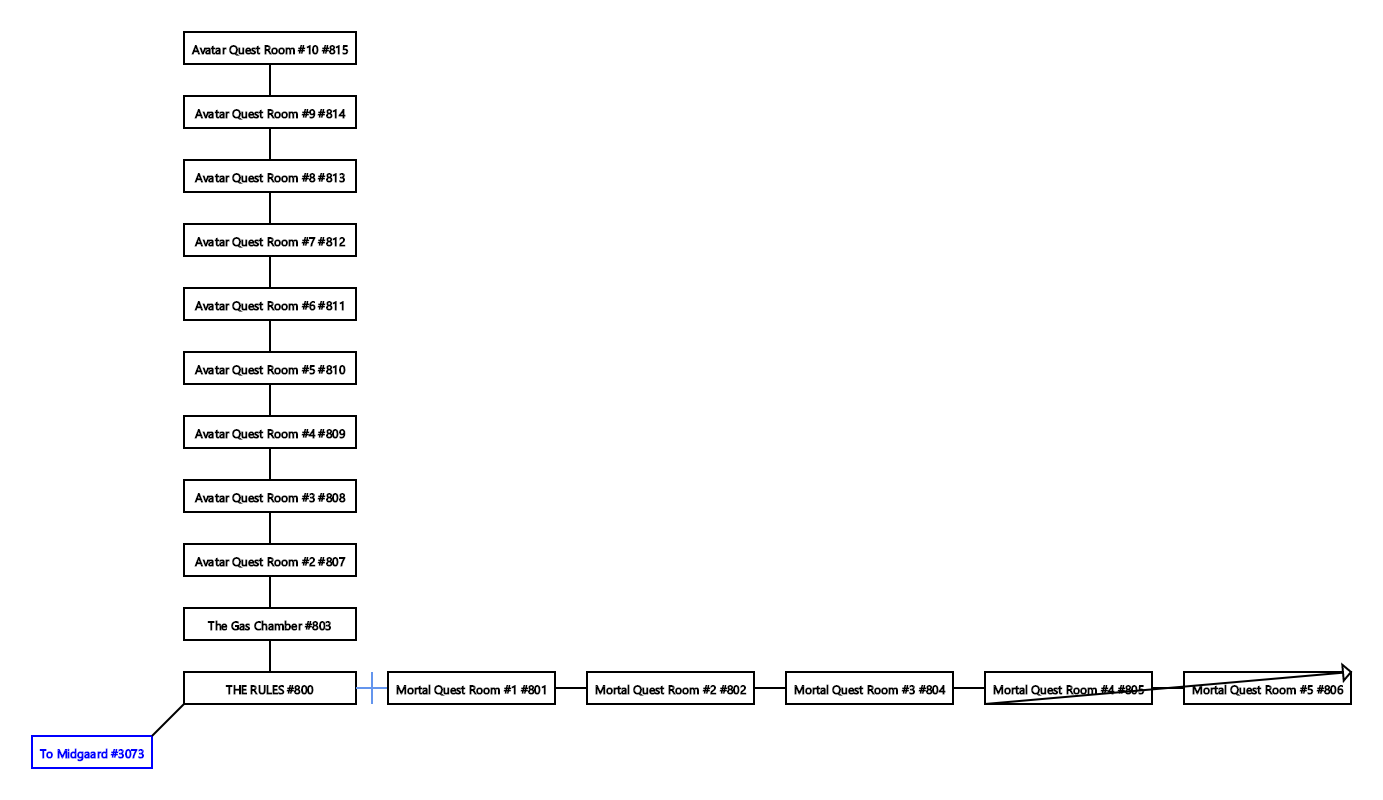 Avatar Quest Room #10 #815
Avatar Quest Room #9 #814
Avatar Quest Room #8 #813
Avatar Quest Room #7 #812
Avatar Quest Room #6 #811
Avatar Quest Room #5 #810
Avatar Quest Room #4 #809
Avatar Quest Room #3 #808
Avatar Quest Room #2 #807
The Gas Chamber #803
THE RULES #800
Mortal Quest Room #1 #801
Mortal Quest Room #2 #802
Mortal Quest Room #3 #804
Mortal Quest Room #4 #805
Mortal Quest Room #5 #806
To Midgaard #3073